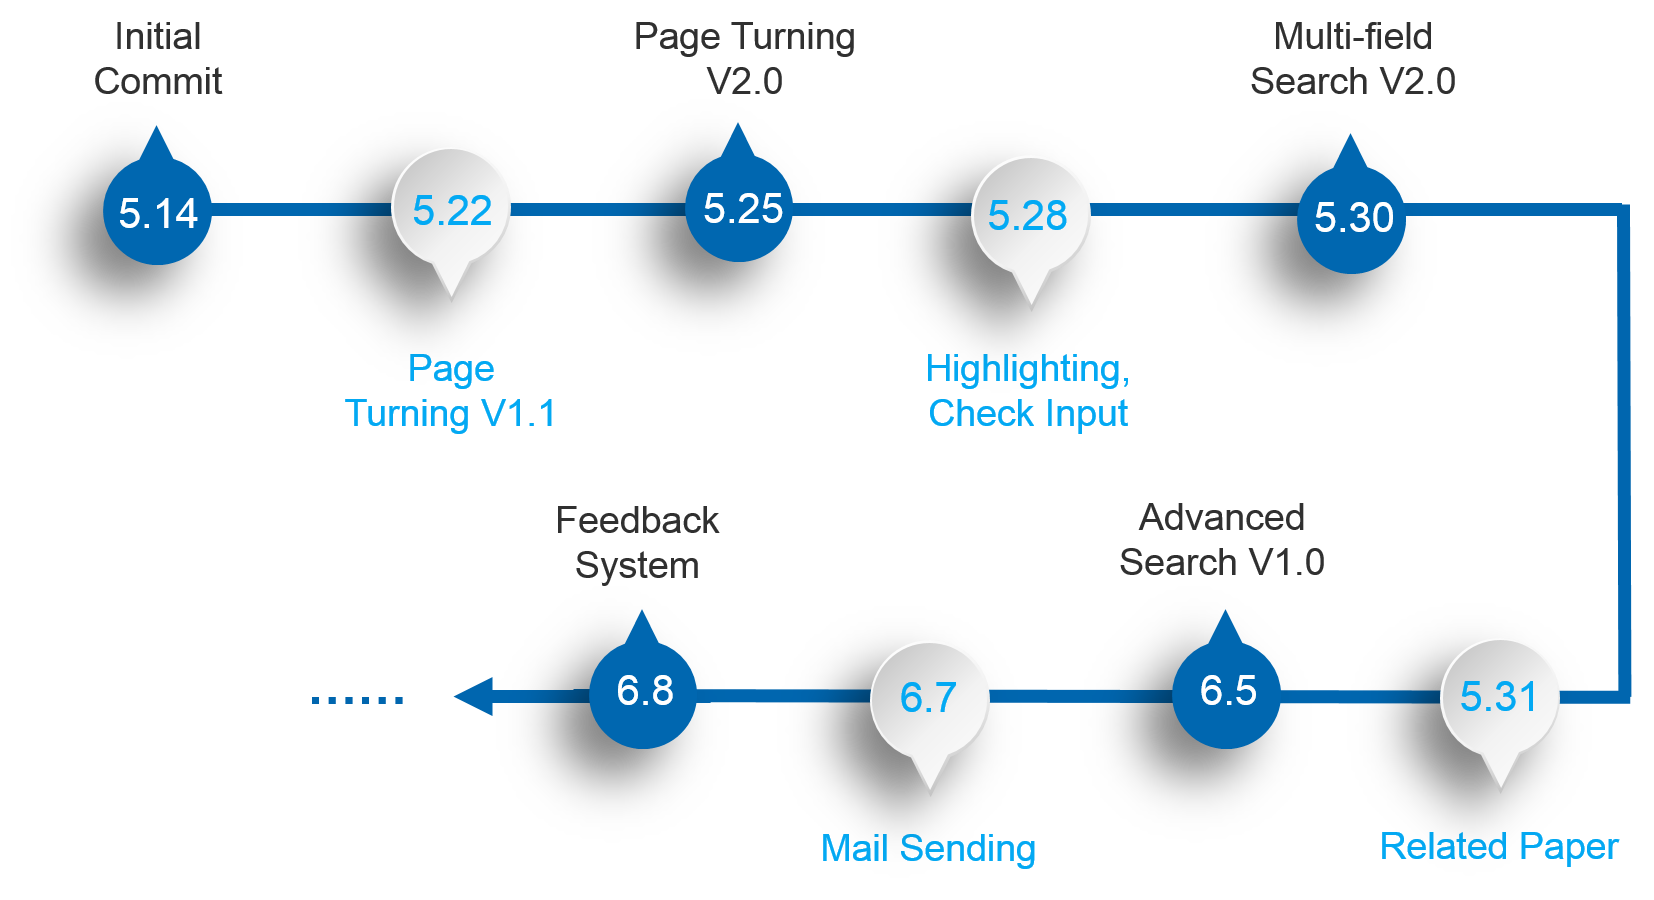 Initial
Commit
Page Turning
V2.0
Multi-field
Search V2.0
5.14
5.22
5.25
5.28
5.30
Page
Turning V1.1
Highlighting,
Check Input
Feedback
System
Advanced
Search V1.0
......
6.8
6.7
6.5
5.31
Mail Sending
Related Paper